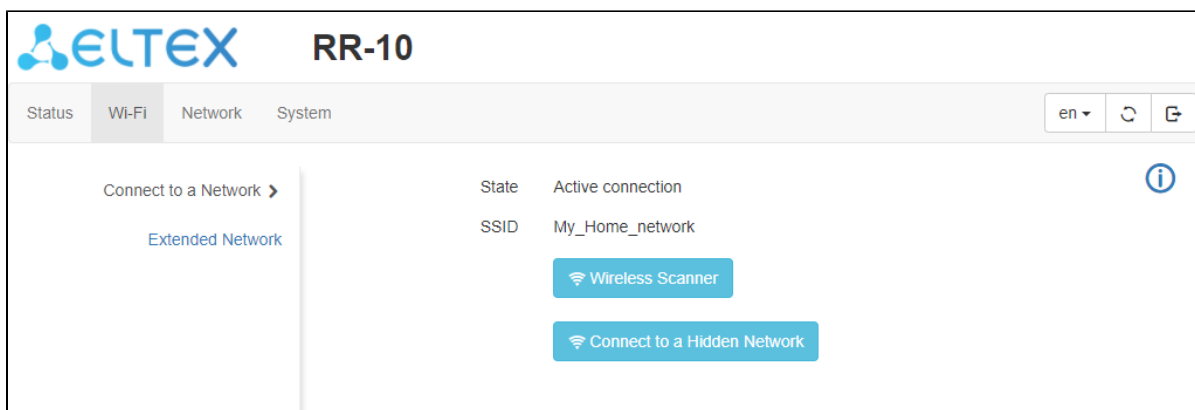 ELTEX RR-10
Status Wi-Fi Network System en
Connect to a Network
Extended Network
State Active connection
SSID My_Home_network
Wireless Scanner
Connect to a Hidden Network